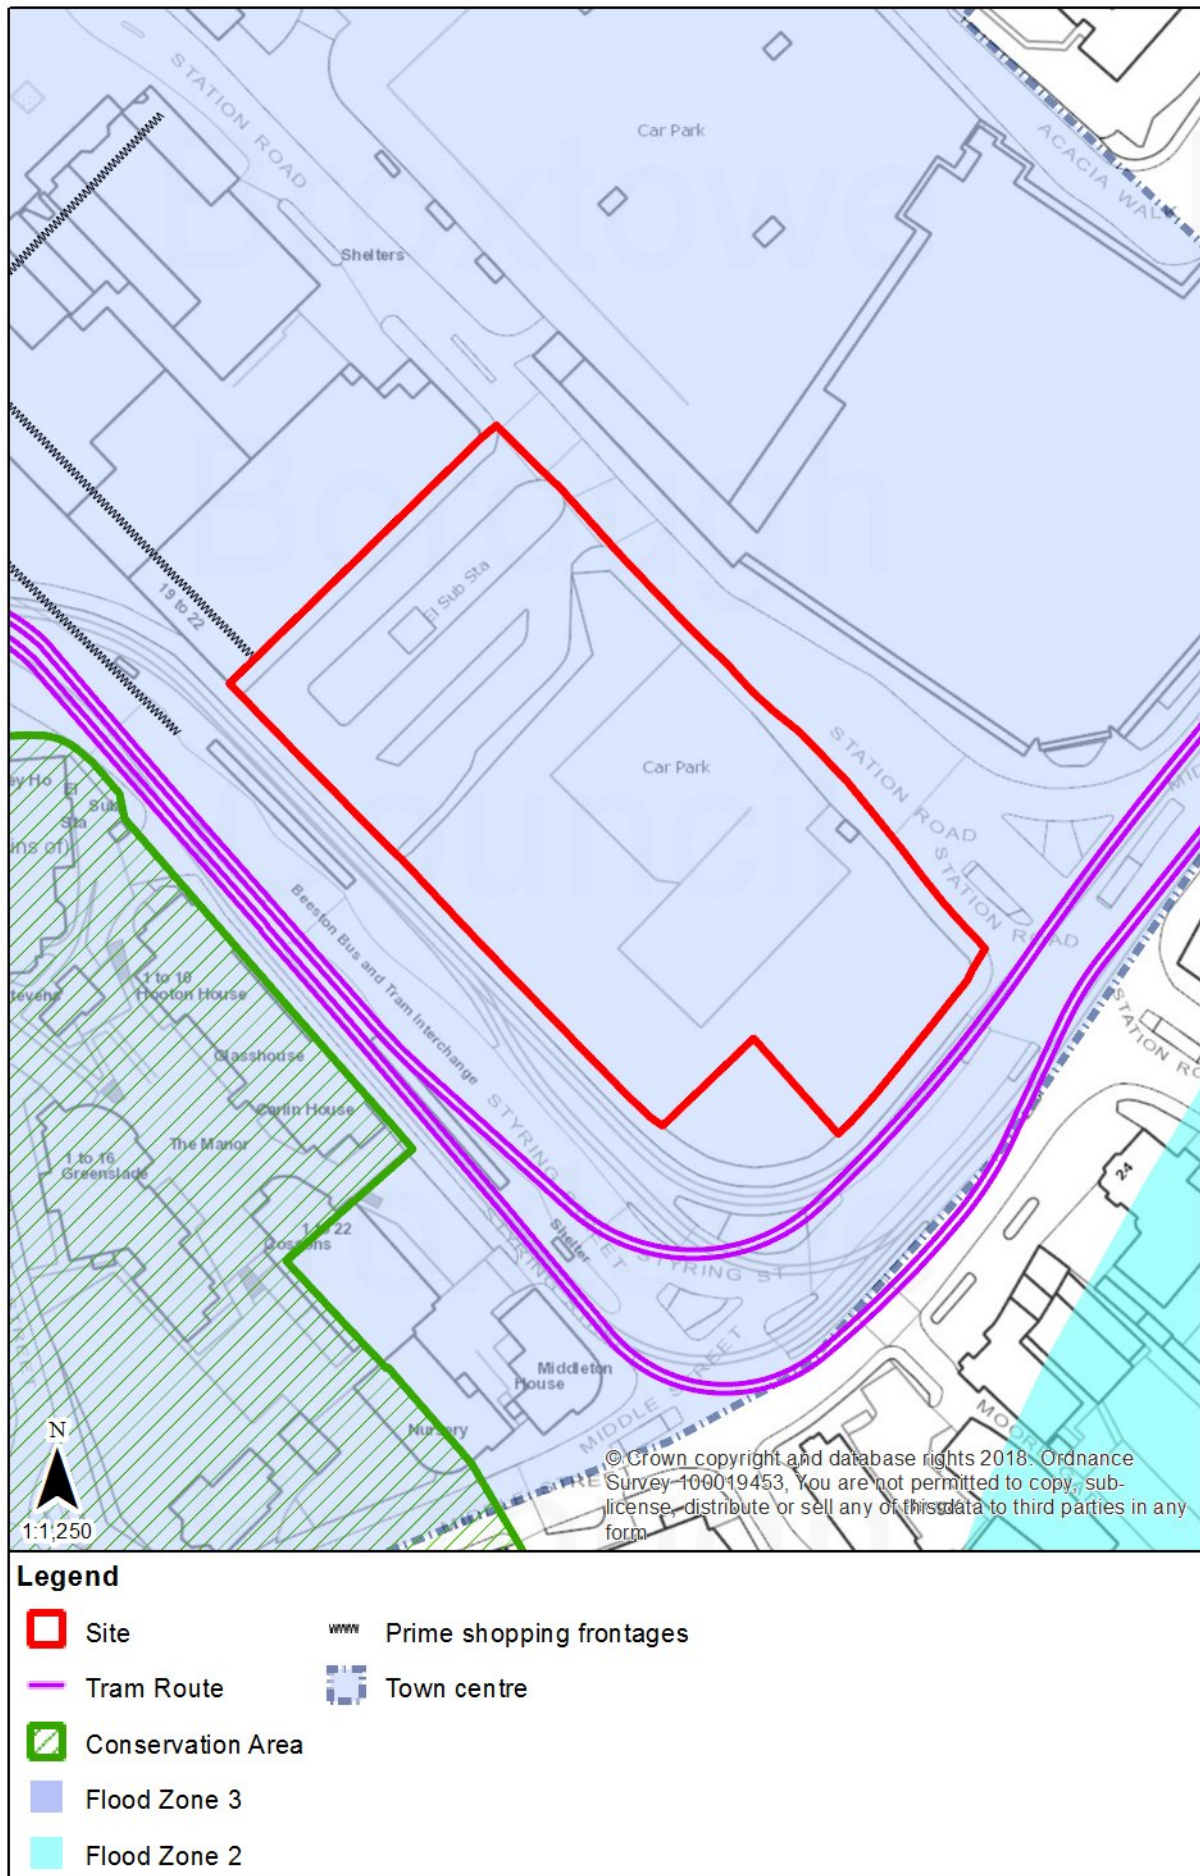 STATION ROAD
Car Park
ACACIA WALK
Shelters
El Sub Sta
19 to 22
Car Park
STATION ROAD
STATION ROAD
ey Ho
El
Sub
Sta
ins of)
Beeston Bus and Tram Interchange
tevens
1 to 10
Hooton House
Glasshouse
Carlin House
The Manor
1 to 16
Greenslade
STYRING STREET
STYRING ST
Shelter
24
Middleton
House
MIDDLE STREET
Nursery
N
1:1,250
© Crown copyright and database rights 2018. Ordnance
Survey 100019453, You are not permitted to copy, sub-
license, distribute or sell any of this data to third parties in any
form
Legend
Site
Prime shopping frontages
Tram Route
Town centre
Conservation Area
Flood Zone 3
Flood Zone 2